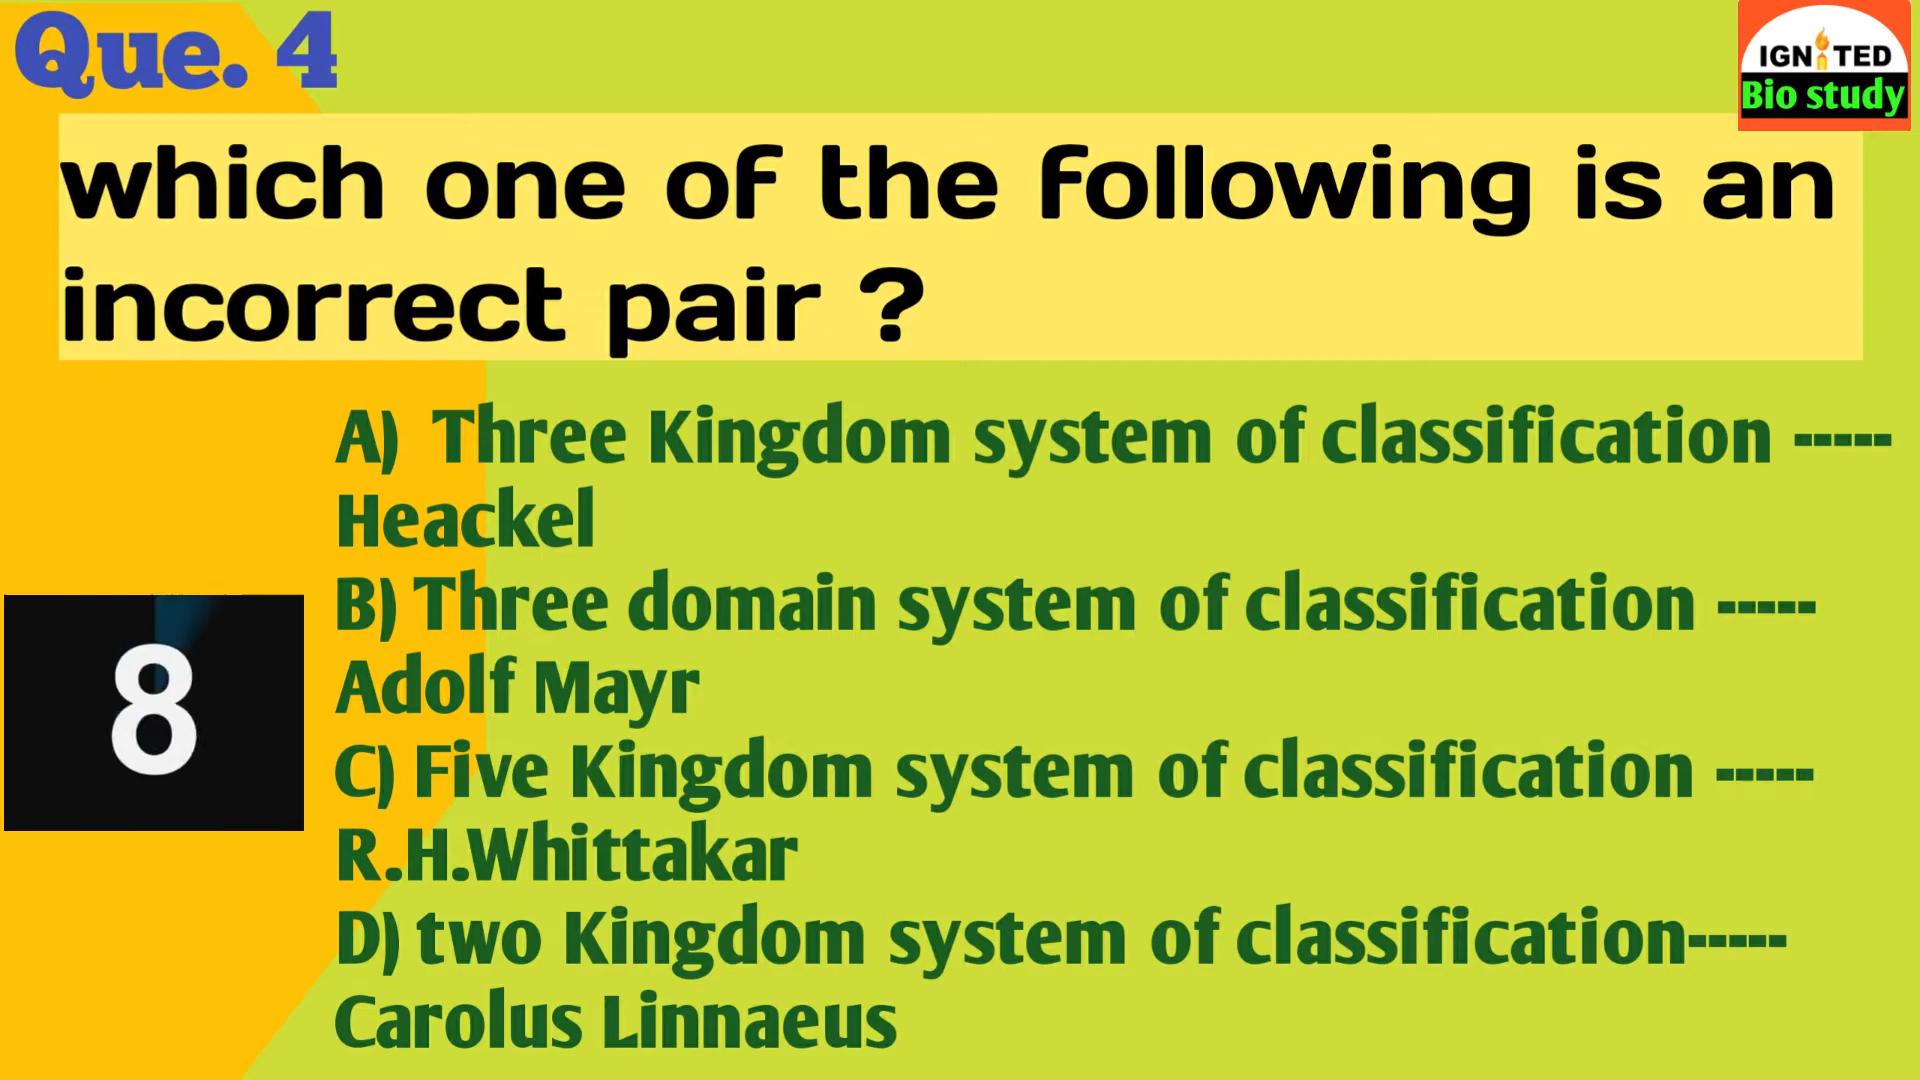 Que. 4
IGNITED
Bio study
which one of the following is an
incorrect pair ?
A) Three Kingdom system of classification -----
Heackel
B) Three domain system of classification -----
Adolf Mayr
8
C) Five Kingdom system of classification -----
R.H.Whittakar
D) two Kingdom system of classification-----
Carolus Linnaeus